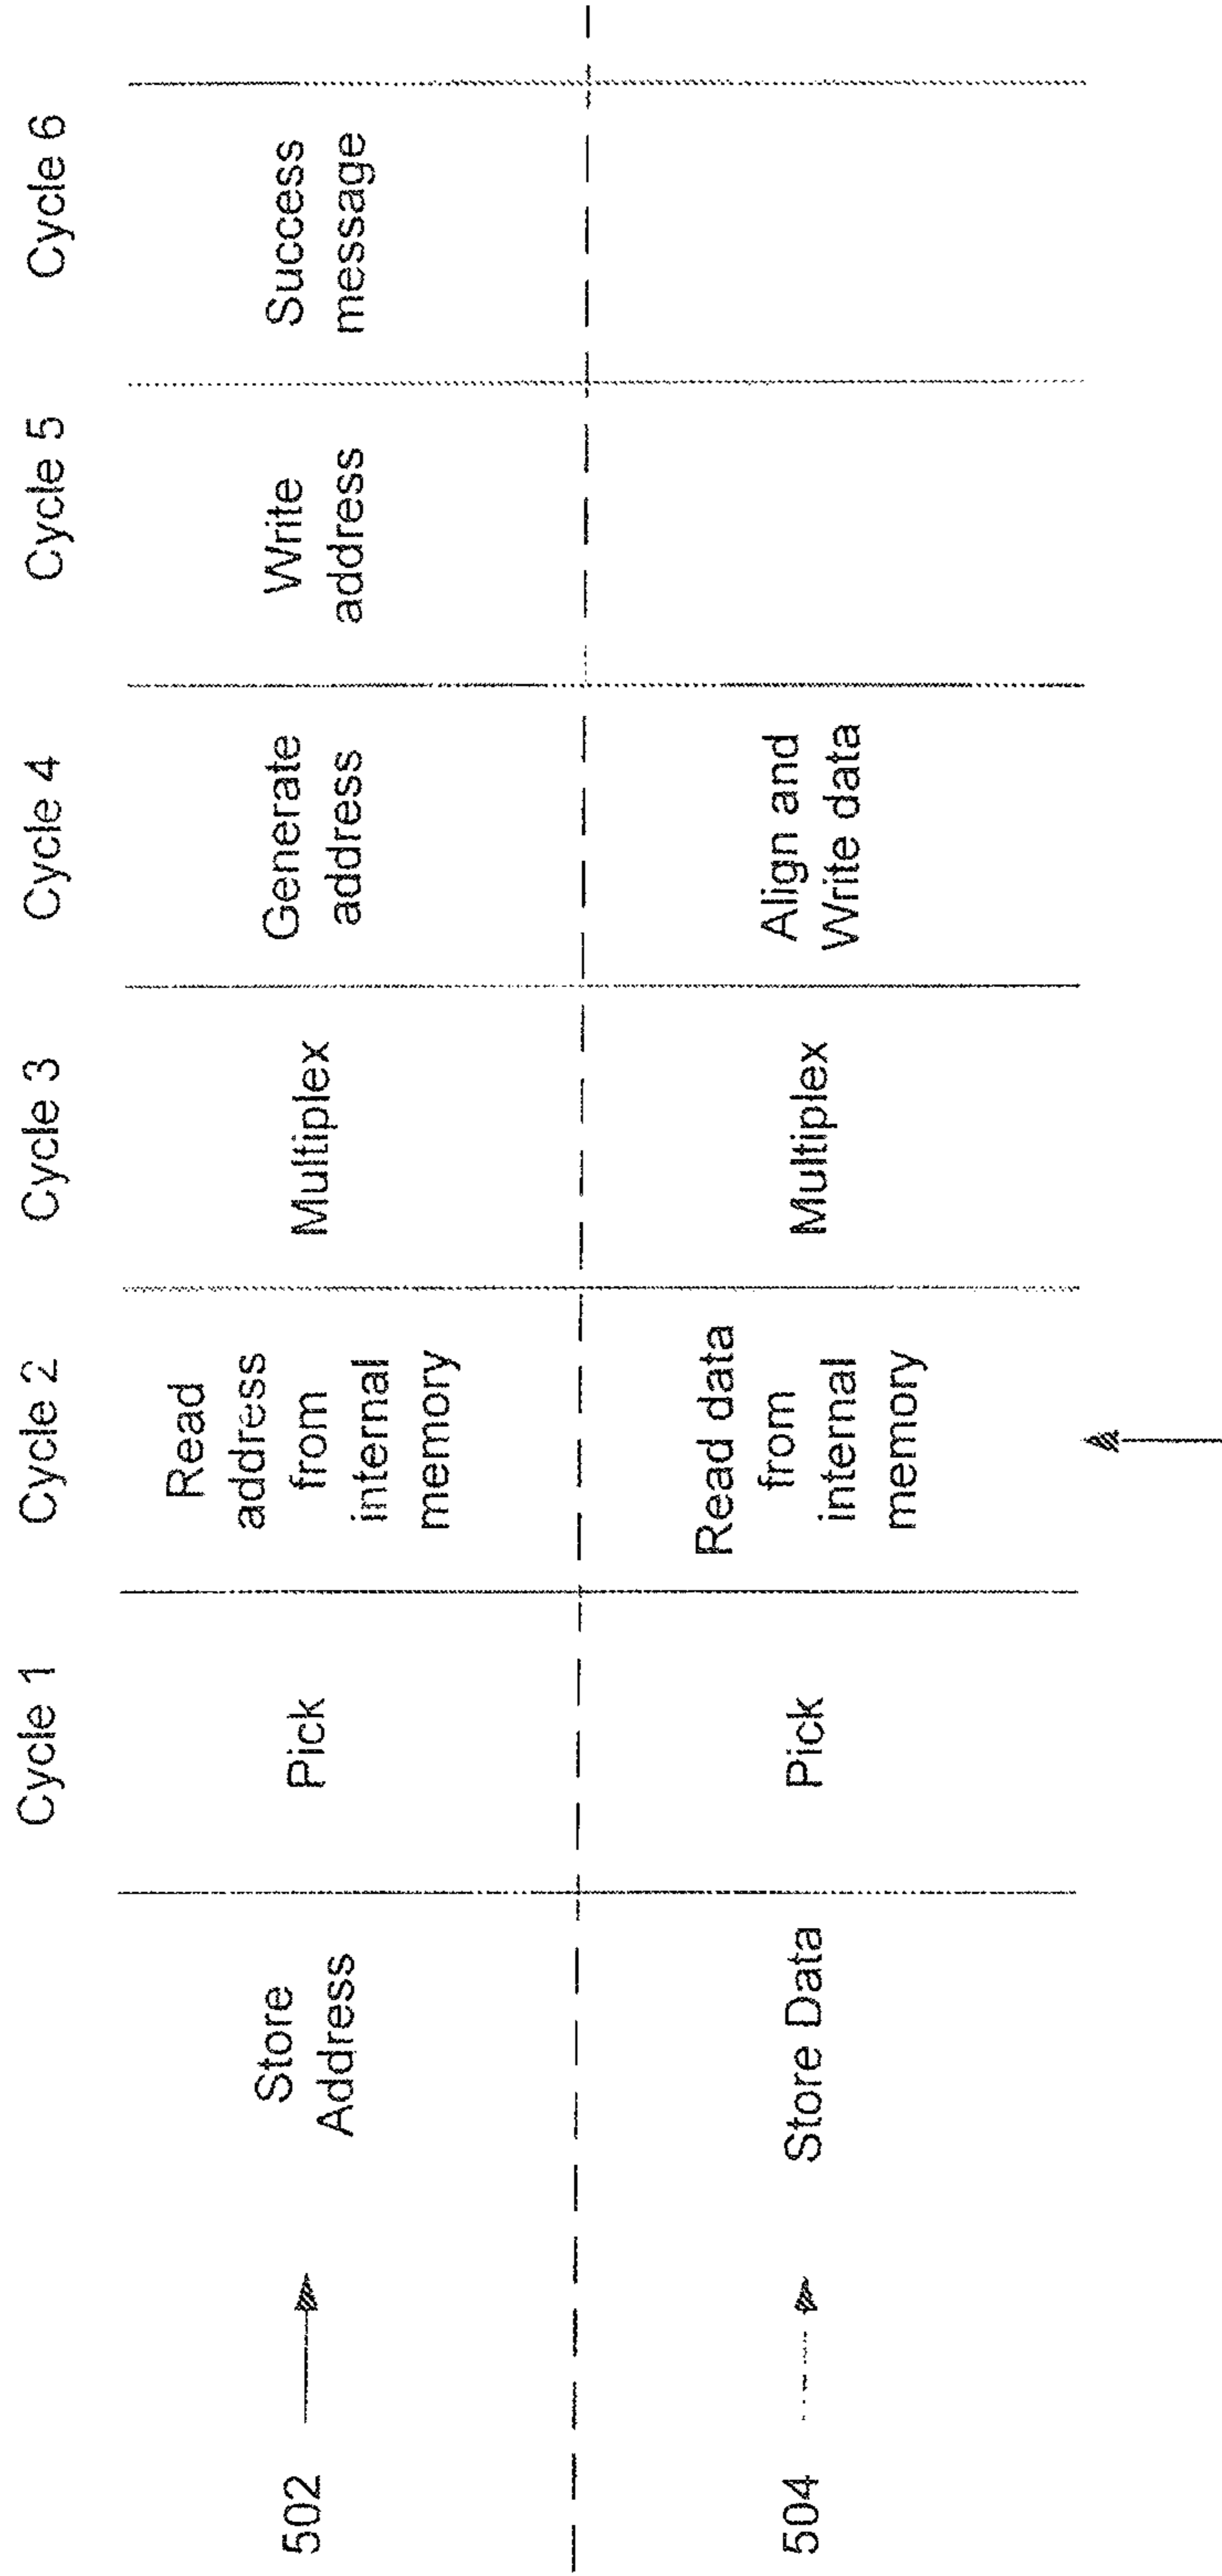 Cycle 1
Cycle 2
Cycle 3
Cycle 4
Cycle 5
Cycle 6
502
Store
Address
Pick
Read
address
from
internal
memory
Multiplex
Generate
address
Write
address
Success
message
504
Store Data
Pick
Read data
from
internal
memory
Multiplex
Align and
Write data